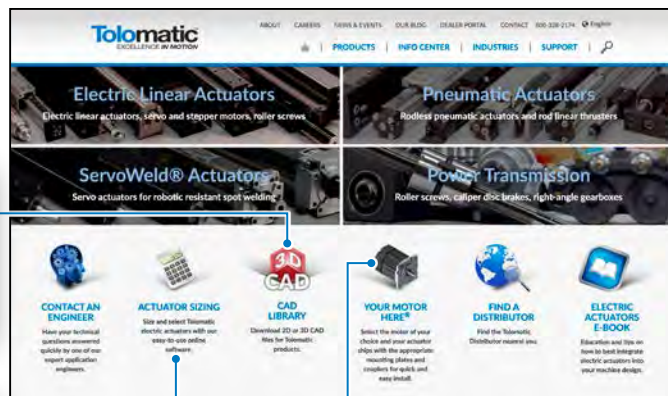 Tolomatic
EXCELLENCE IN MOTION
ABOUT CAREERS NEWS & EVENTS OUR BLOG DEALER PORTAL CONTACT 800-328-2174 English
PRODUCTS | INFO CENTER | INDUSTRIES | SUPPORT |
Electric Linear Actuators
Electric linear actuators, servo and stepper motors, roller screws
Pneumatic Actuators
Rodless pneumatic actuators and rod linear thrusters
ServoWeld® Actuators
Servo actuators for robotic resistant spot welding
Power Transmission
Roller screws, caliper disc brakes, right-angle gearboxes
CONTACT AN
ENGINEER
Have your technical
questions answered
quickly by one of our
expert application
engineers.
ACTUATOR SIZING
Size and select Tolomatic
electric actuators with our
easy-to-use online
software.
3-D
CAD
CAD
LIBRARY
Download 2D or 3D CAD
files for Tolomatic
products.
YOUR MOTOR
HERE®
Select the motor of your
choice and your actuator
ships with the appropriate
mounting plates and
couplers for quick and
easy install.
FIND A
DISTRIBUTOR
Find the Tolomatic
Distributor nearest you.
ELECTRIC
ACTUATORS
E-BOOK
Education and tips on
how to best integrate
electric actuators into
your machine design.